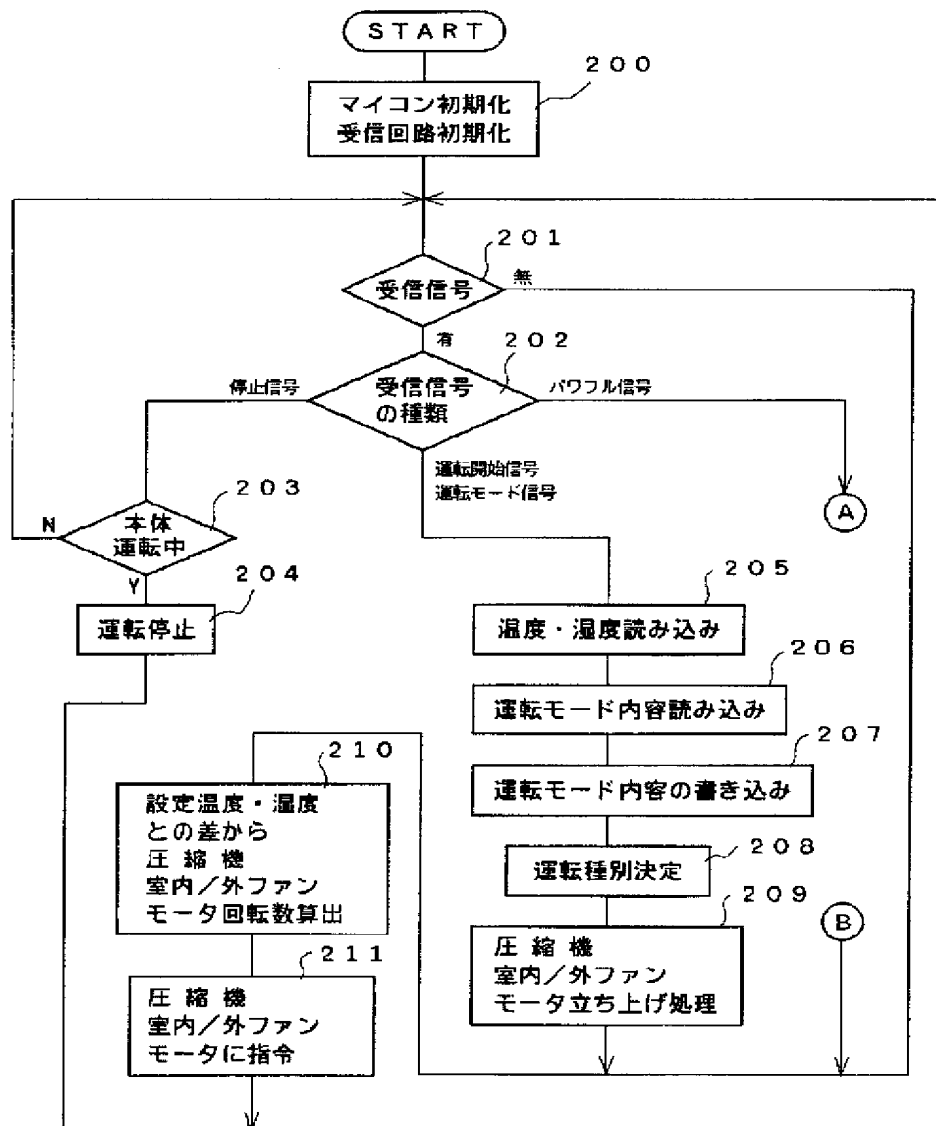 ＳＴＡＲＴ
２００
マイコン初期化
受信回路初期化
２０１
受信信号
無
有
２０２
停止信号
受信信号
の種類
パワフル信号
運転開始信号
運転モード信号
２０３
N
本体
運転中
A
Y
２０４
運転停止
２０５
温度・湿度読み込み
２０６
運転モード内容読み込み
２０７
運転モード内容の書き込み
２１０
設定温度・湿度
との差から
圧 縮 機
室内／外ファン
モータ回転数算出
２０８
運転種別決定
２０９
圧 縮 機
室内／外ファン
モータ立ち上げ処理
B
２１１
圧 縮 機
室内／外ファン
モータに指令